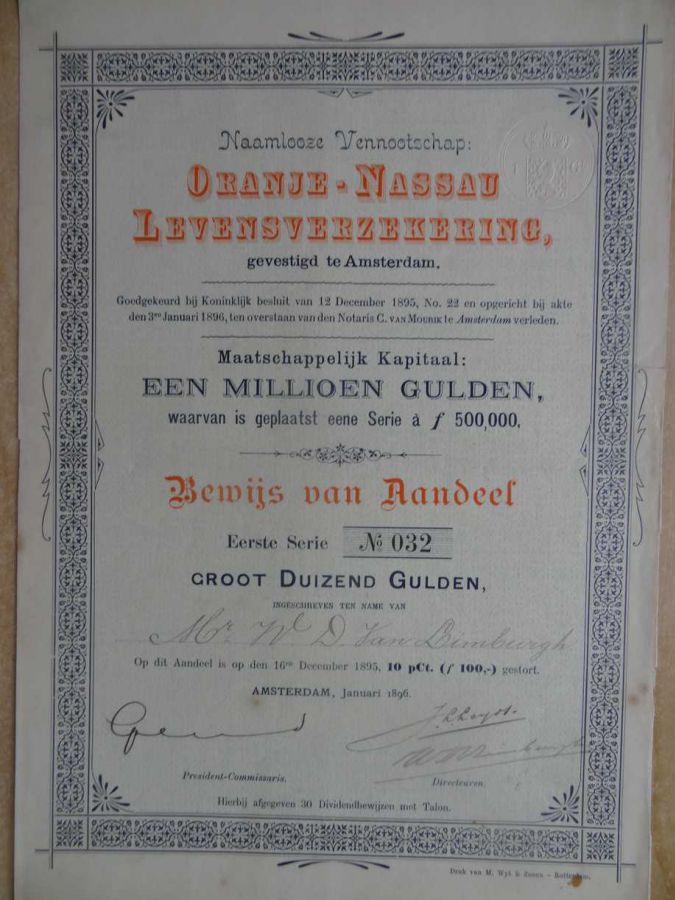 Naamlooze Vennootschap:
ORANJE-NASSAU
LEVENSVERZEKERING,
gevestigd te Amsterdam.
Goedgekeurd bij Koninklijk besluit van 12 December 1895, No. 22 en opgericht bij akte
den 3den Januari 1896, ten overstaan van den Notaris C. VAN MOURIK te Amsterdam verleden.
Maatschappelijk Kapitaal:
EEN MILLIOEN GULDEN,
waarvan is geplaatst eene Serie à ƒ 500,000.
Bewijs van Aandeel
Eerste Serie № 032
GROOT DUIZEND GULDEN,
INGESCHREVEN TEN NAME VAN
Mr. W. D. Van Limburgh
Op dit Aandeel is op den 16den December 1895, 10 pCt. (ƒ 100,-) gestort.
AMSTERDAM, Januari 1896.
President-Commissaris.
Directeuren.
Hierbij afgegeven 30 Dividendbewijzen met Talon.
Druk van M. Wyt & Zonen - Rotterdam.